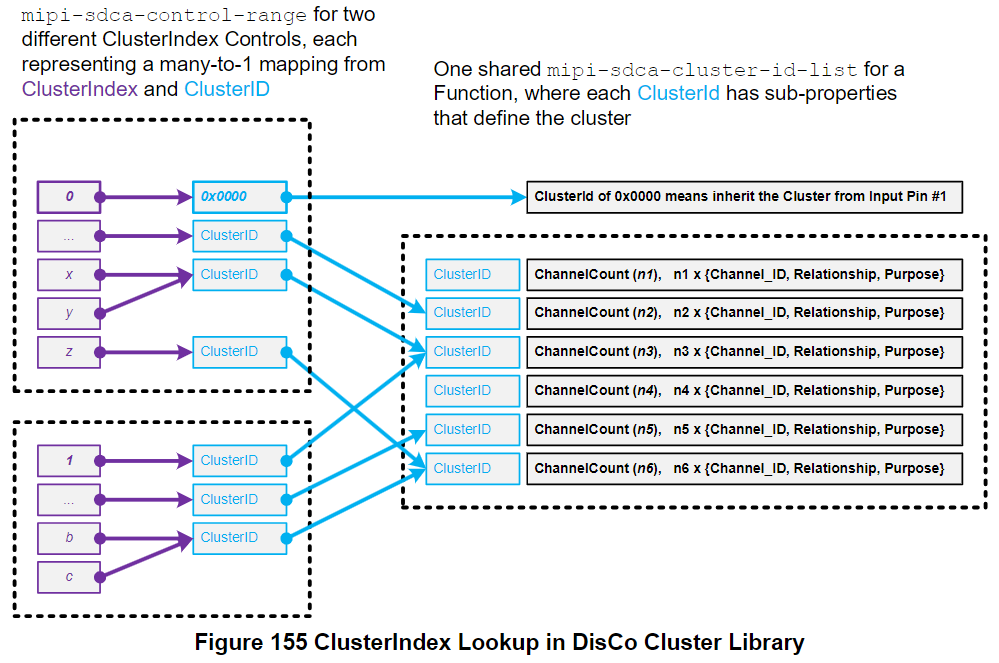 mipi-sdca-control-range for two
different ClusterIndex Controls, each
representing a many-to-1 mapping from
ClusterIndex and ClusterID
One shared mipi-sdca-cluster-id-list for a
Function, where each ClusterId has sub-properties
that define the cluster
0 0x0000 ClusterId of 0x0000 means inherit the Cluster from Input Pin #1
... ClusterID
x ClusterID
y
z ClusterID
ClusterID ChannelCount (n1), n1 x {Channel_ID, Relationship, Purpose}
ClusterID ChannelCount (n2), n2 x {Channel_ID, Relationship, Purpose}
ClusterID ChannelCount (n3), n3 x {Channel_ID, Relationship, Purpose}
ClusterID ChannelCount (n4), n4 x {Channel_ID, Relationship, Purpose}
ClusterID ChannelCount (n5), n5 x {Channel_ID, Relationship, Purpose}
ClusterID ChannelCount (n6), n6 x {Channel_ID, Relationship, Purpose}
1 ClusterID
... ClusterID
b ClusterID
c
Figure 155 ClusterIndex Lookup in DisCo Cluster Library